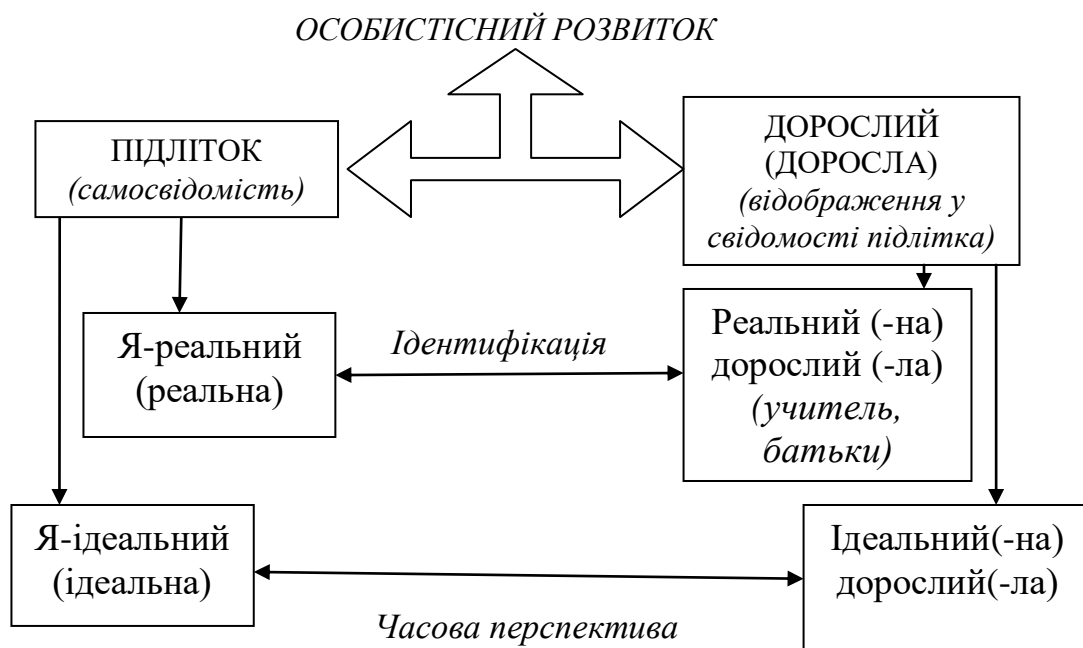 ОСОБИСТІСНИЙ РОЗВИТОК
ПІДЛІТОК
(самосвідомість)
ДОРОСЛИЙ
(ДОРОСЛА)
(відображення у
свідомості підлітка)
Я-реальний
(реальна)
Ідентифікація
Реальний (-на)
дорослий (-ла)
(учитель,
батьки)
Я-ідеальний
(ідеальна)
Часова перспектива
Ідеальний(-на)
дорослий(-ла)